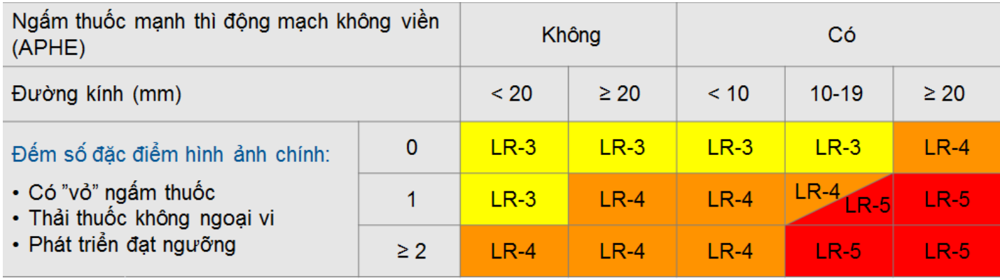 Ngấm thuốc mạnh thì động mạch không viền
(APHE)
Không
Có
Đường kính (mm)
< 20
≥ 20
< 10
10-19
≥ 20
Đếm số đặc điểm hình ảnh chính:
• Có ”vỏ” ngấm thuốc
• Thải thuốc không ngoại vi
• Phát triển đạt ngưỡng
0
LR-3
LR-3
LR-3
LR-3
LR-4
1
LR-3
LR-4
LR-4
LR-4
LR-5
LR-5
≥ 2
LR-4
LR-4
LR-4
LR-5
LR-5